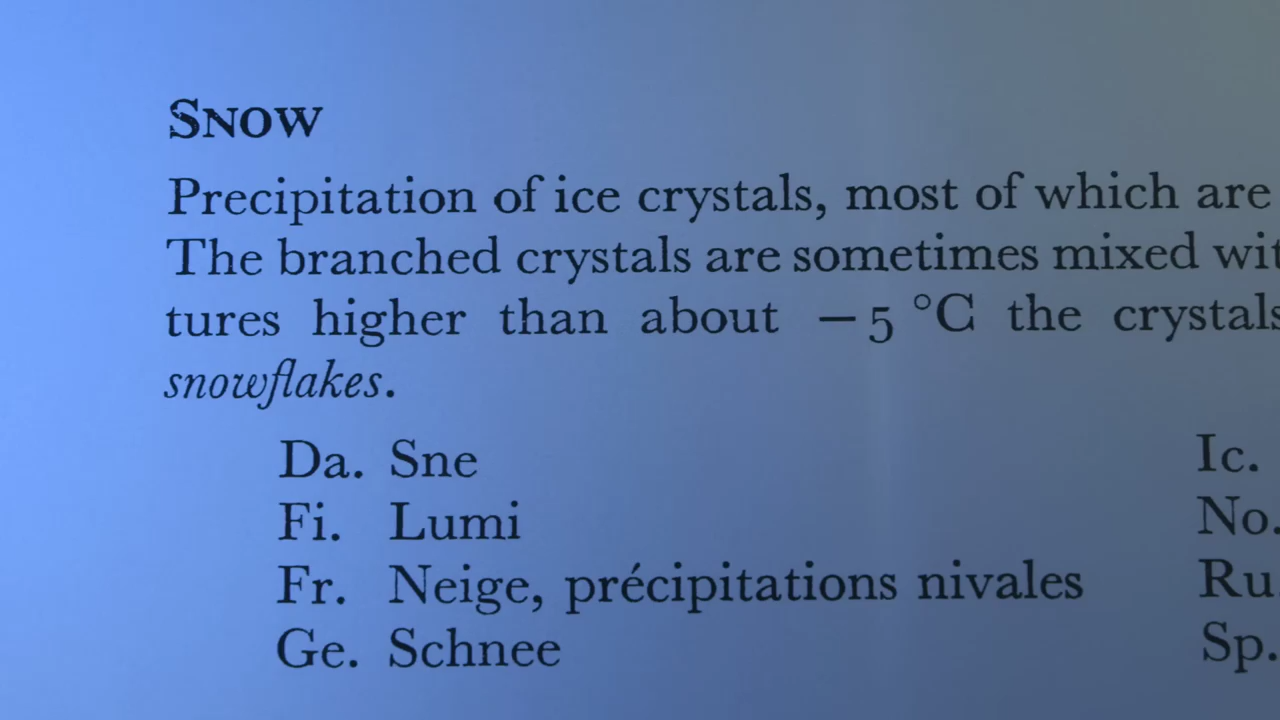 SNOW
Precipitation of ice crystals, most of which are
The branched crystals are sometimes mixed
tures higher than about −5 °C the crystals
snowflakes.
Da. Sne Ic.
Fi. Lumi No.
Fr. Neige, précipitations nivales Ru
Ge. Schnee Sp.